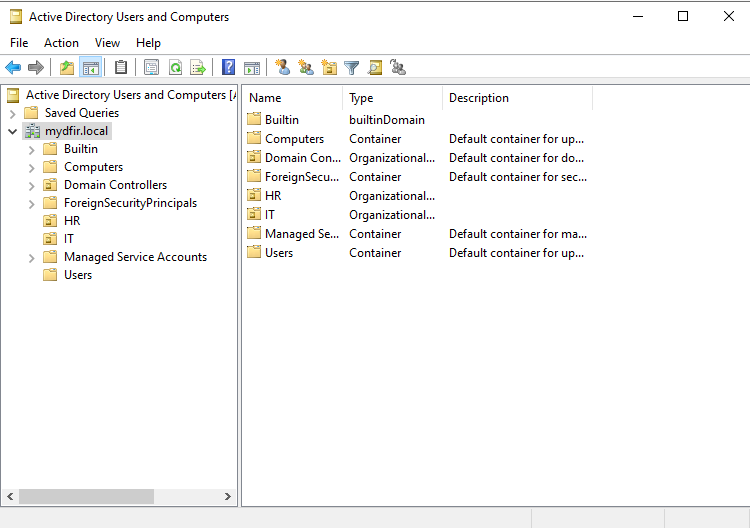 Active Directory Users and Computers
File Action View Help
Active Directory Users and Computers [A
Saved Queries
mydfir.local
Builtin
Computers
Domain Controllers
ForeignSecurityPrincipals
HR
IT
Managed Service Accounts
Users
Name Type Description
Builtin builtinDomain
Computers Container Default container for up...
Domain Con... Organizational... Default container for do...
ForeignSecu... Container Default container for sec...
HR Organizational...
IT Organizational...
Managed Se... Container Default container for ma...
Users Container Default container for up...